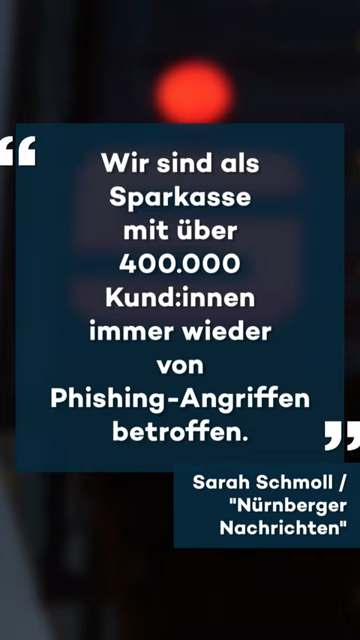 “
Wir sind als
Sparkasse
mit über
400.000
Kund:innen
immer wieder
von
Phishing-Angriffen
betroffen.
”
Sarah Schmoll /
"Nürnberger
Nachrichten"